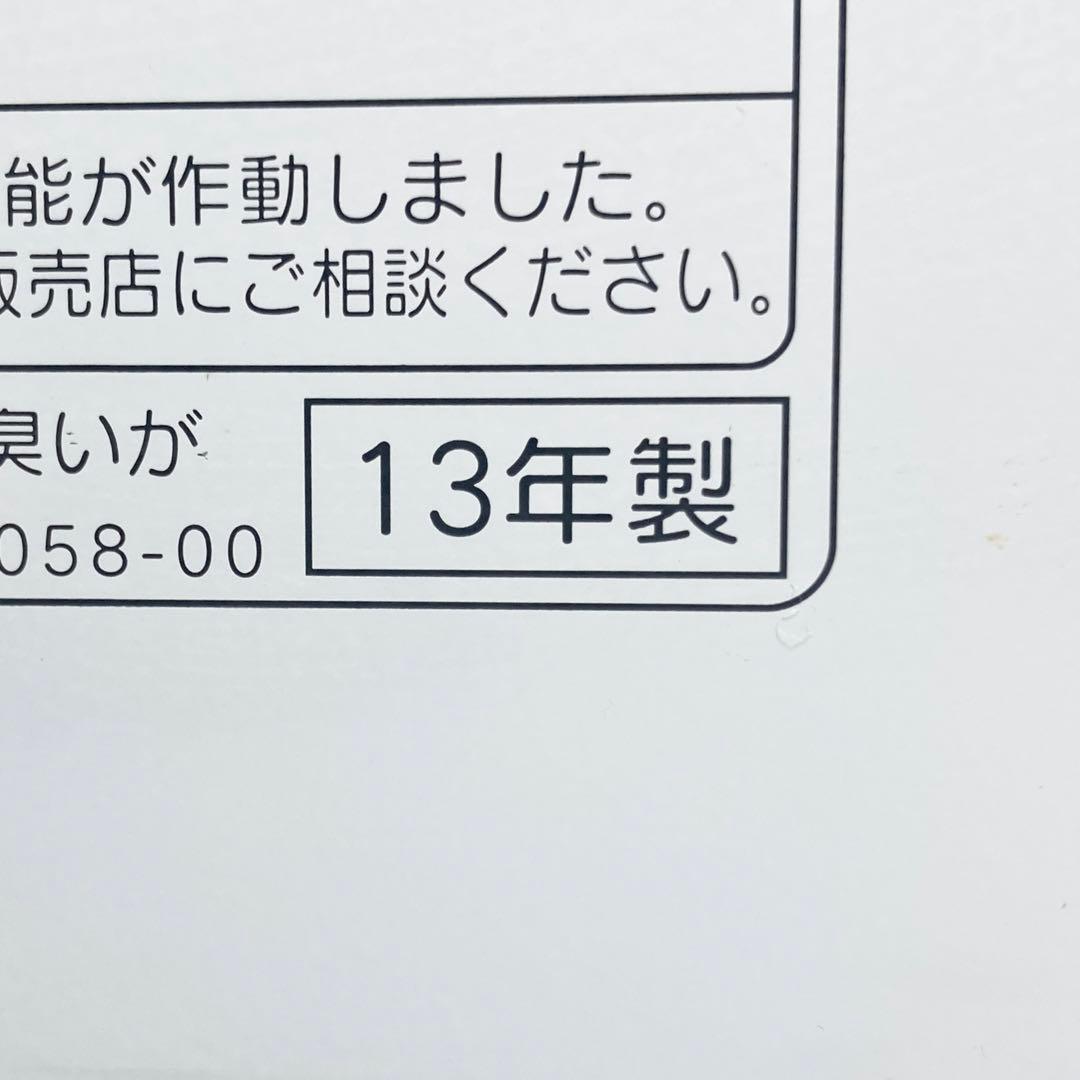 能が作動しました。
販売店にご相談ください。
臭いが
058-00
13年製